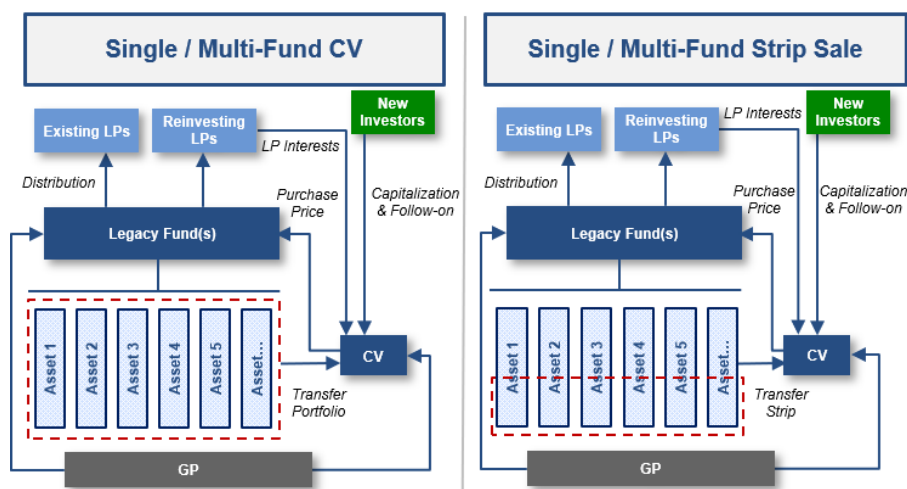 Single / Multi-Fund CV
New
Investors
Existing LPs
Reinvesting
LPs
LP Interests
Distribution
Purchase
Price
Capitalization
& Follow-on
Legacy Fund(s)
Asset 1
Asset 2
Asset 3
Asset 4
Asset 5
Asset...
CV
Transfer
Portfolio
GP
Single / Multi-Fund Strip Sale
New
Investors
Existing LPs
Reinvesting
LPs
LP Interests
Distribution
Purchase
Price
Capitalization
& Follow-on
Legacy Fund(s)
Asset 1
Asset 2
Asset 3
Asset 4
Asset 5
Asset...
CV
Transfer
Strip
GP